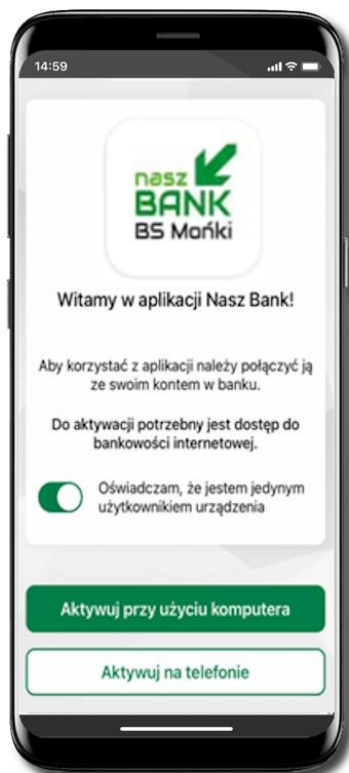 14:59
nasz
BANK
BS Mońki
Witamy w aplikacji Nasz Bank!
Aby korzystać z aplikacji należy połączyć ją
ze swoim kontem w banku.
Do aktywacji potrzebny jest dostęp do
bankowości internetowej.
Oświadczam, że jestem jedynym
użytkownikiem urządzenia
Aktywuj przy użyciu komputera
Aktywuj na telefonie